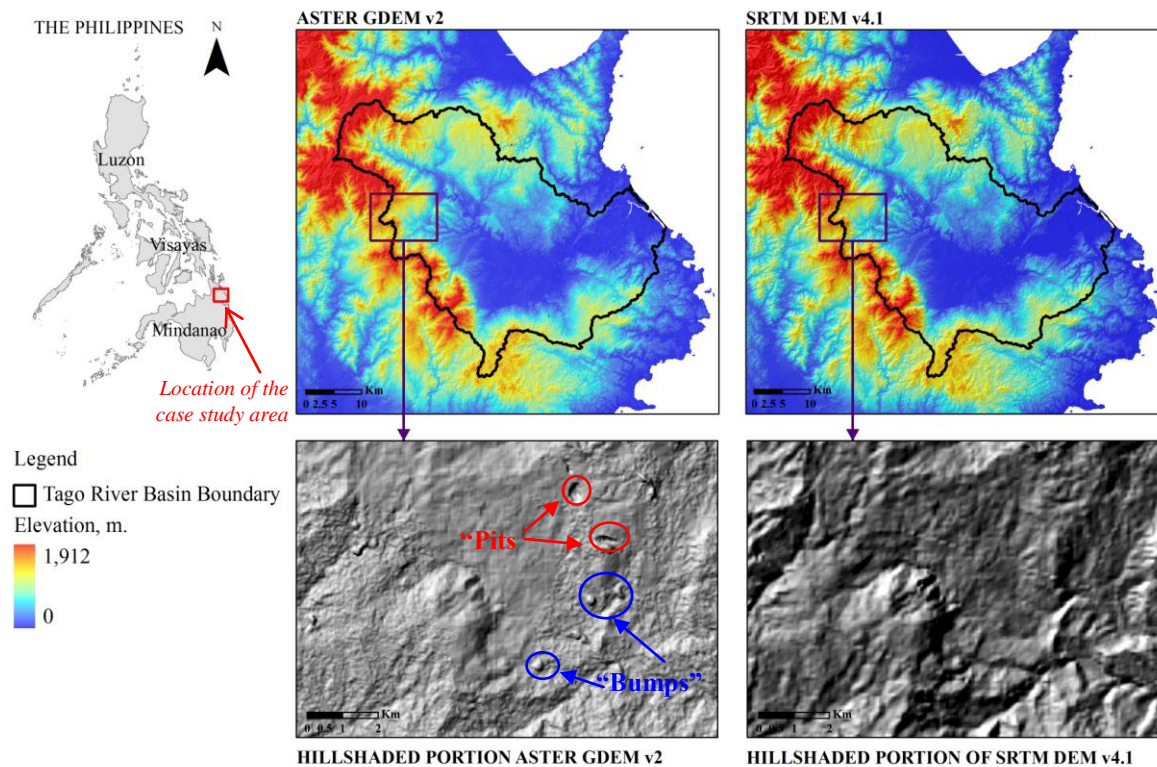 THE PHILIPPINES
N
Luzon
Visayas
Mindanao
Location of the
case study area
Legend
Tago River Basin Boundary
Elevation, m.
1,912
0
ASTER GDEM v2
Km
0 2.5 5 10
SRTM DEM v4.1
Km
0 2.5 5 10
“Pits
“Bumps”
Km
0 0.5 1 2
HILLSHADED PORTION ASTER GDEM v2
Km
0 0.5 1 2
HILLSHADED PORTION OF SRTM DEM v4.1